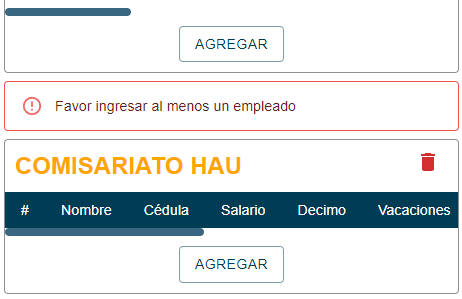 AGREGAR
Favor ingresar al menos un empleado
COMISARIATO HAU
# Nombre Cédula Salario Decimo Vacaciones
AGREGAR